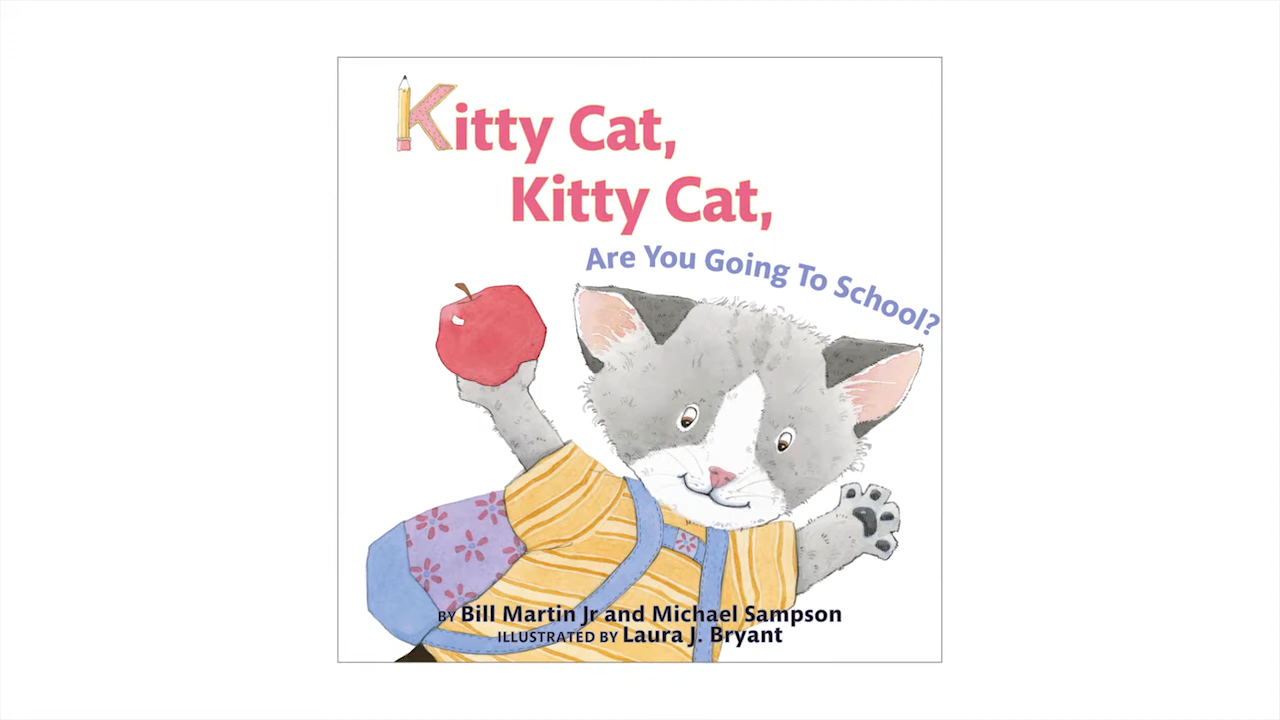 Kitty Cat,
Kitty Cat,
Are You Going To School?
BY Bill Martin Jr and Michael Sampson
ILLUSTRATED BY Laura J. Bryant